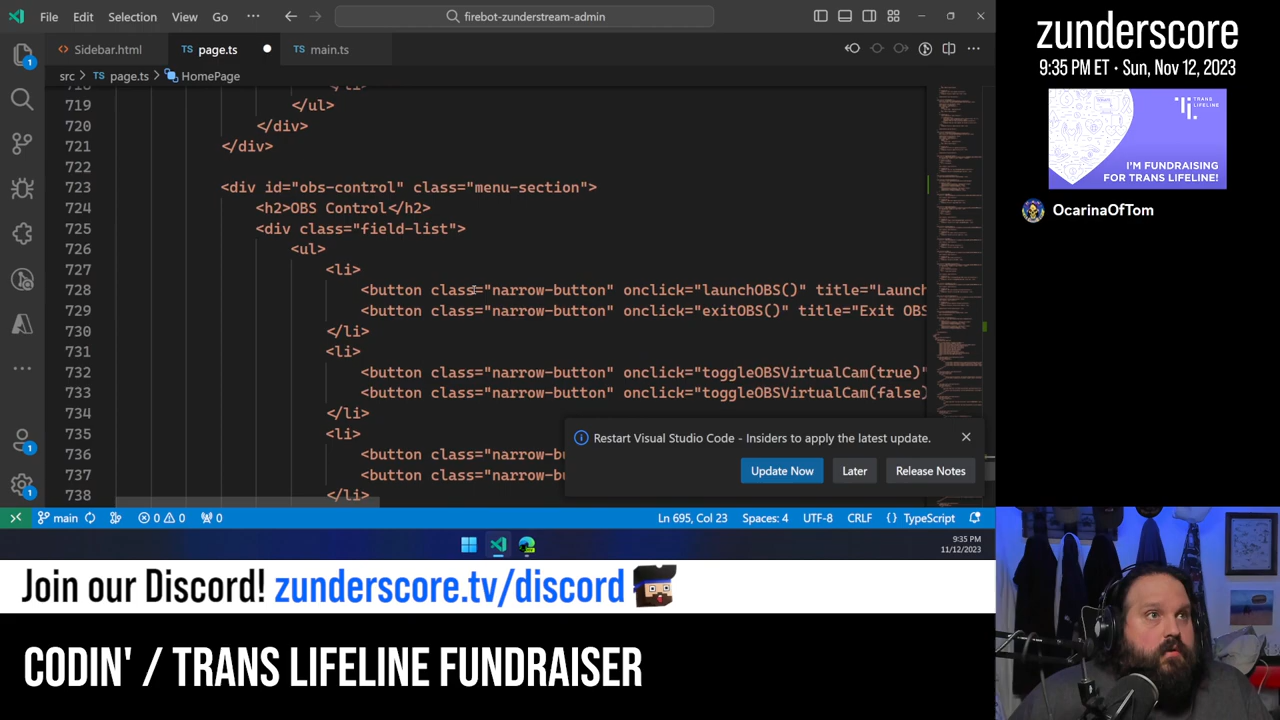 File Edit Selection View Go ··· firebot-zunderstream-admin
Sidebar.html TS page.ts TS main.ts
src > TS page.ts > HomePage
719 </ul>
720 </div>
721 </div>
722
723 <div id="obs-control" class="menu-section">
724 <h2>OBS Control</h2>
725 <div class="field-list">
726 <ul>
727 <li>
728 <button class="narrow-button" onclick="launchOBS()" title="Launch
729 <button class="narrow-button" onclick="exitOBS()" title="Exit OBS
730 </li>
731 <li>
732 <button class="narrow-button" onclick="toggleOBSVirtualCam(true)"
733 <button class="narrow-button" onclick="toggleOBSVirtualCam(false)
734 </li>
735 <li>
736 <button class="narrow-bu
737 <button class="narrow-bu
738 </li>
Restart Visual Studio Code - Insiders to apply the latest update.
Update Now Later Release Notes
main 0 0 0 Ln 695, Col 23 Spaces: 4 UTF-8 CRLF {} TypeScript
9:35 PM
11/12/2023
zunderscore
9:35 PM ET · Sun, Nov 12, 2023
TRANS
LIFELINE
I'M FUNDRAISING
FOR TRANS LIFELINE!
OcarinaOfTom
Join our Discord! zunderscore.tv/discord
CODIN' / TRANS LIFELINE FUNDRAISER